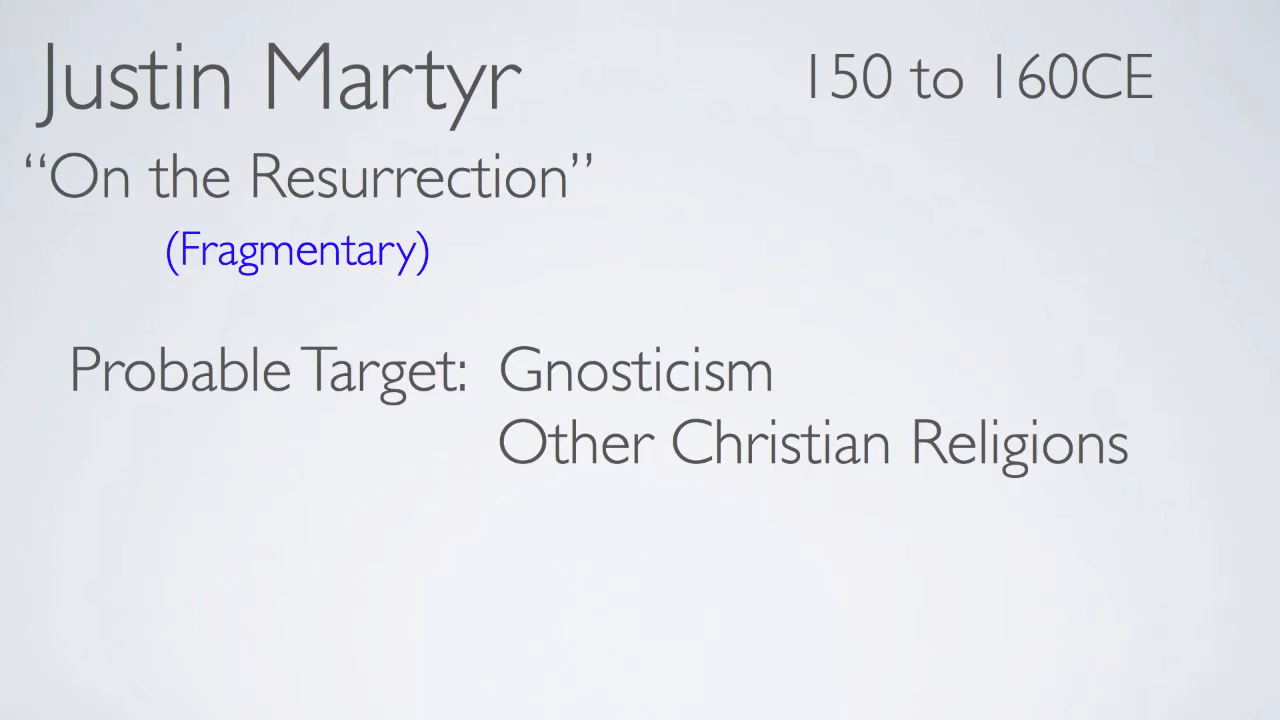 Justin Martyr 150 to 160CE
“On the Resurrection”
(Fragmentary)
Probable Target: Gnosticism
Other Christian Religions